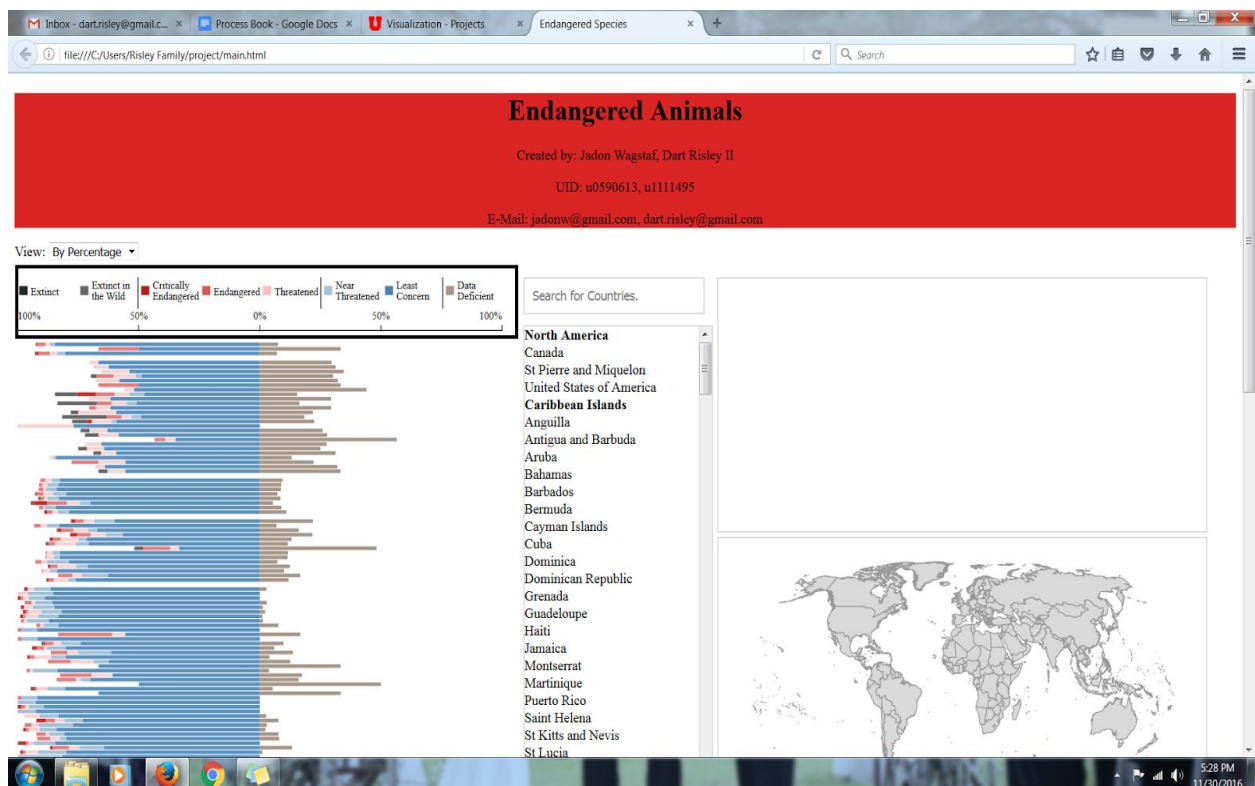 Inbox - dart.risley@gmail.c...
Process Book - Google Docs
Visualization - Projects
Endangered Species
file:///C:/Users/Risley Family/project/main.html
Search
Endangered Animals
Created by: Jadon Wagstaf, Dart Risley II
UID: u0590613, u1111495
E-Mail: jadonw@gmail.com, dart.risley@gmail.com
View: By Percentage
Extinct
Extinct in
the Wild
Critically
Endangered
Endangered
Threatened
Near
Threatened
Least
Concern
Data
Deficient
100% 50% 0% 50% 100%
Search for Countries.
North America
Canada
St Pierre and Miquelon
United States of America
Caribbean Islands
Anguilla
Antigua and Barbuda
Aruba
Bahamas
Barbados
Bermuda
Cayman Islands
Cuba
Dominica
Dominican Republic
Grenada
Guadeloupe
Haiti
Jamaica
Montserrat
Martinique
Puerto Rico
Saint Helena
St Kitts and Nevis
St Lucia
5:28 PM
11/30/2016